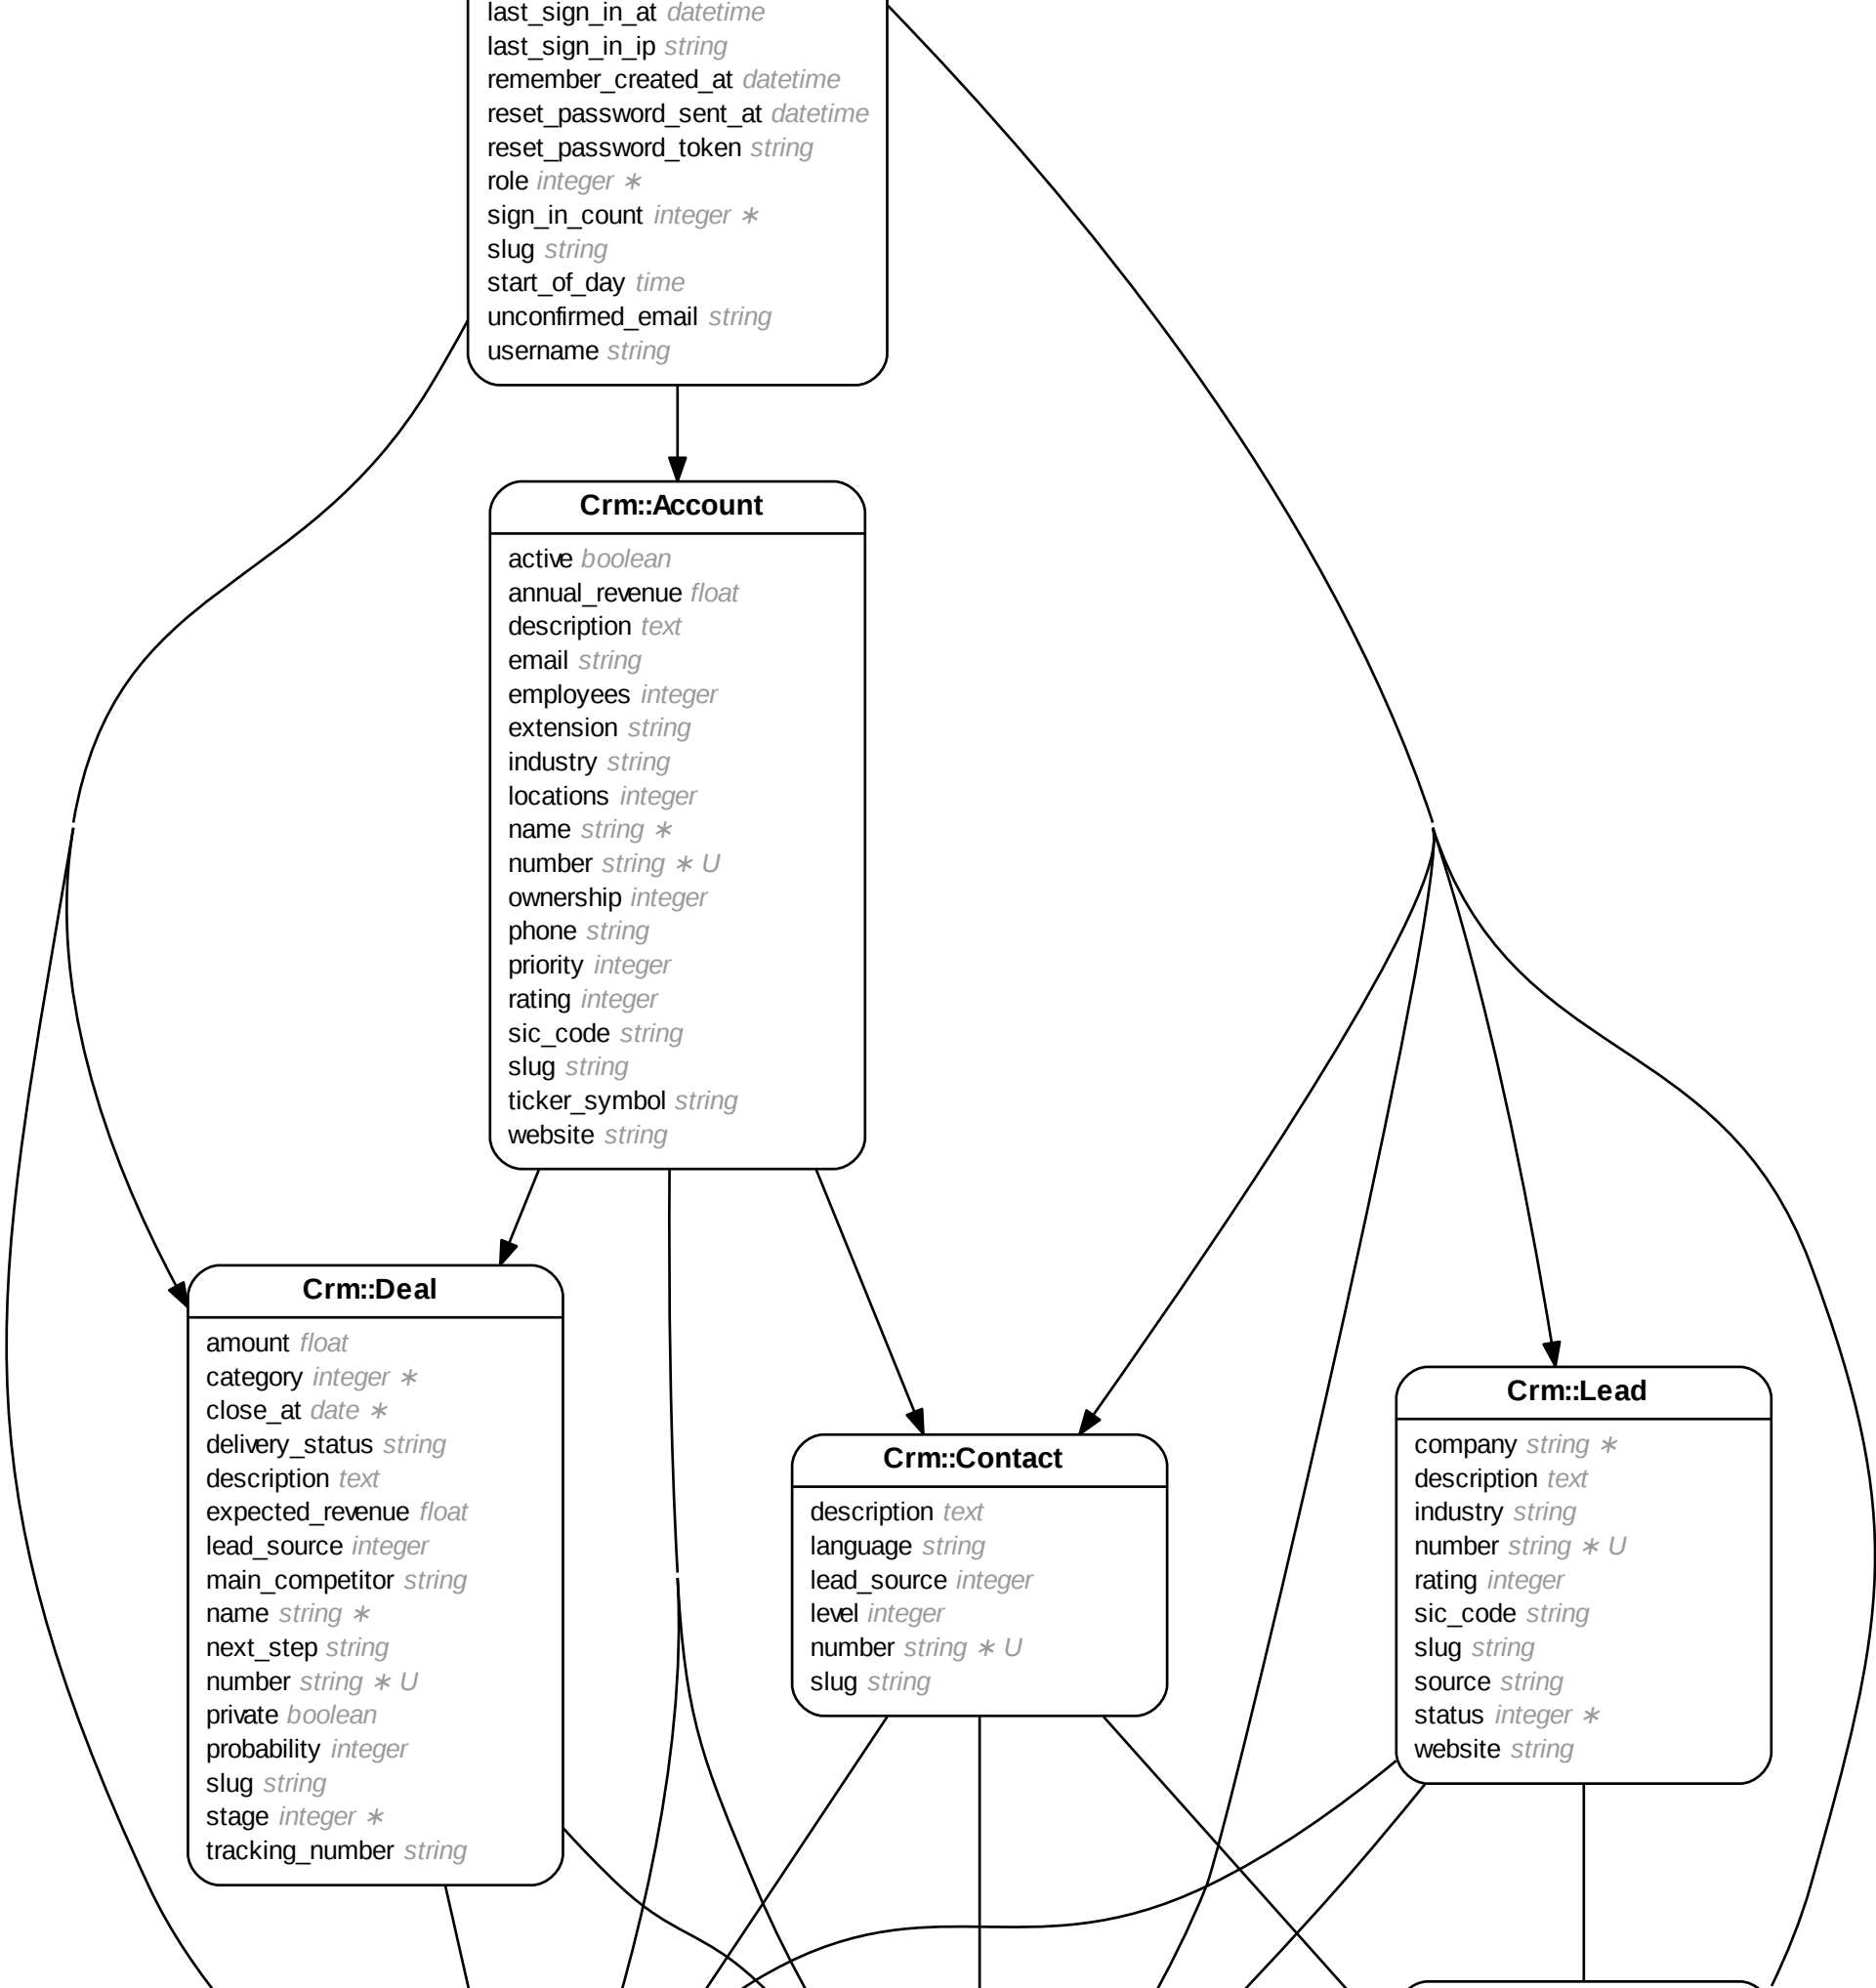 last_sign_in_at datetime
last_sign_in_ip string
remember_created_at datetime
reset_password_sent_at datetime
reset_password_token string
role integer ∗
sign_in_count integer ∗
slug string
start_of_day time
unconfirmed_email string
username string
Crm::Account
active boolean
annual_revenue float
description text
email string
employees integer
extension string
industry string
locations integer
name string ∗
number string ∗ U
ownership integer
phone string
priority integer
rating integer
sic_code string
slug string
ticker_symbol string
website string
Crm::Deal
amount float
category integer ∗
close_at date ∗
delivery_status string
description text
expected_revenue float
lead_source integer
main_competitor string
name string ∗
next_step string
number string ∗ U
private boolean
probability integer
slug string
stage integer ∗
tracking_number string
Crm::Contact
description text
language string
lead_source integer
level integer
number string ∗ U
slug string
Crm::Lead
company string ∗
description text
industry string
number string ∗ U
rating integer
sic_code string
slug string
source string
status integer ∗
website string